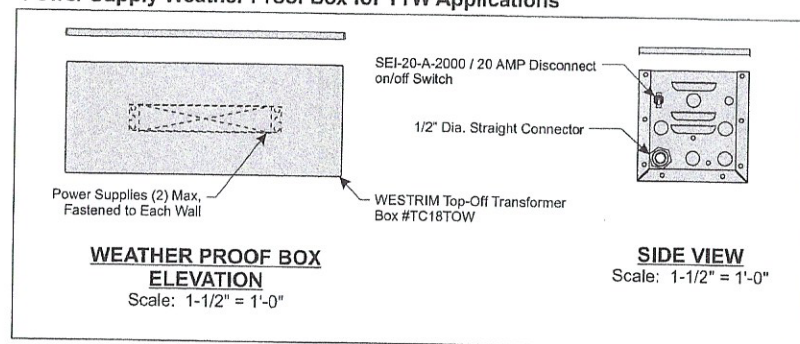 Power Supply Weather Proof Box for TTW Applications
SEI-20-A-2000 / 20 AMP Disconnect
on/off Switch
1/2" Dia. Straight Connector
Power Supplies (2) Max,
Fastened to Each Wall
WESTRIM Top-Off Transformer
Box #TC18TOW
WEATHER PROOF BOX
ELEVATION
Scale: 1-1/2" = 1'-0"
SIDE VIEW
Scale: 1-1/2" = 1'-0"